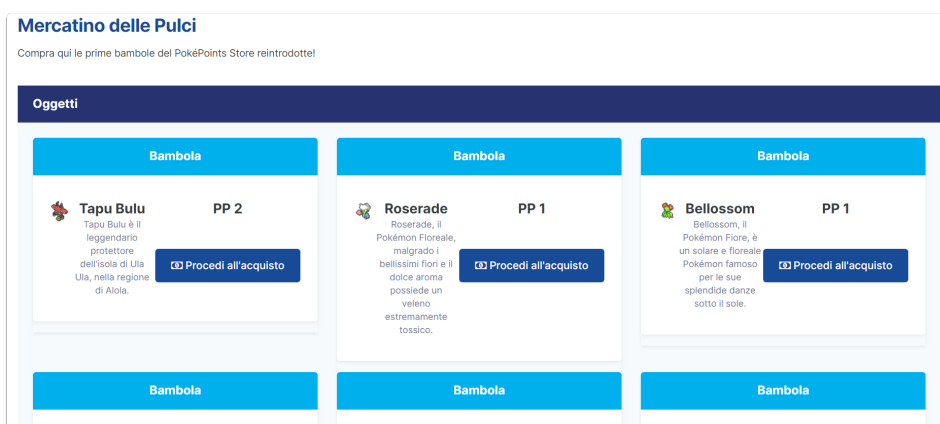 Mercatino delle Pulci
Compra qui le prime bambole del PokéPoints Store reintrodotte!
Oggetti
Bambola
Tapu Bulu
PP 2
Tapu Bulu è il
leggendario
protettore
dell'isola di Ula
Ula, nella regione
di Alola.
Procedi all'acquisto
Bambola
Roserade
PP 1
Roserade, il
Pokémon Floreale,
malgrado i
bellissimi fiori e il
dolce aroma
possiede un
veleno
estremamente
tossico.
Procedi all'acquisto
Bambola
Bellossom
PP 1
Bellossom, il
Pokémon Fiore, è
un solare e floreale
Pokémon famoso
per le sue
splendide danze
sotto il sole.
Procedi all'acquisto
Bambola
Bambola
Bambola